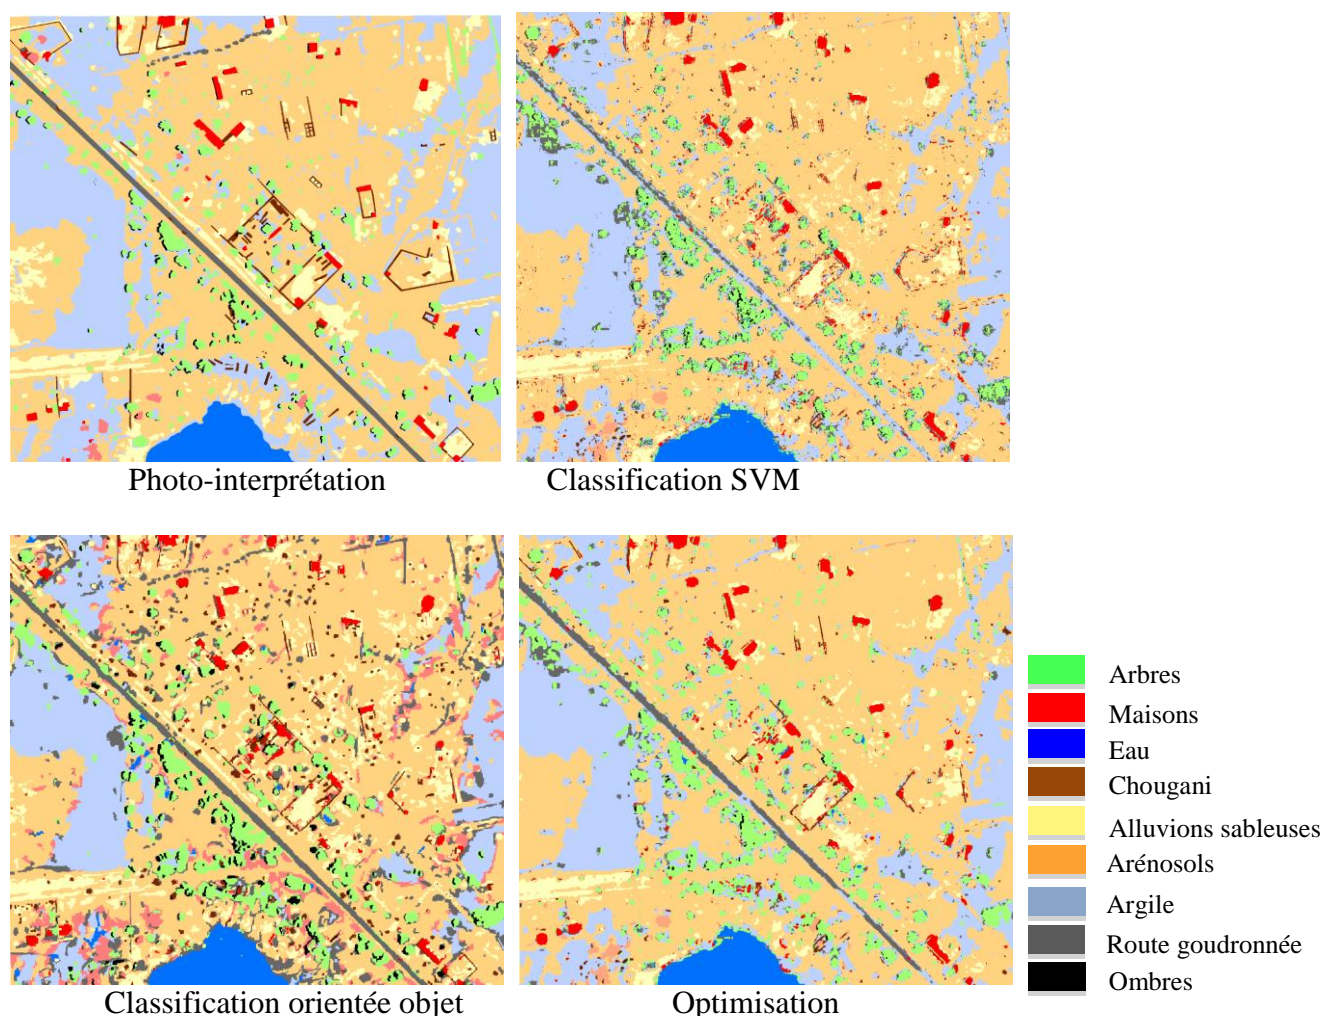 Photo-interprétation
Classification SVM
Classification orientée objet
Optimisation
Arbres
Maisons
Eau
Chougani
Alluvions sableuses
Arénosols
Argile
Route goudronnée
Ombres